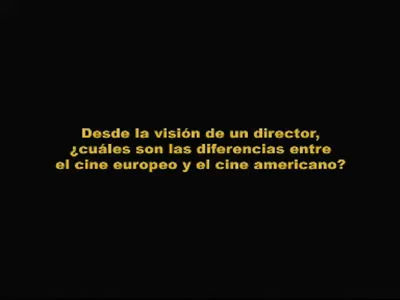 Desde la visión de un director,
¿cuáles son las diferencias entre
el cine europeo y el cine americano?